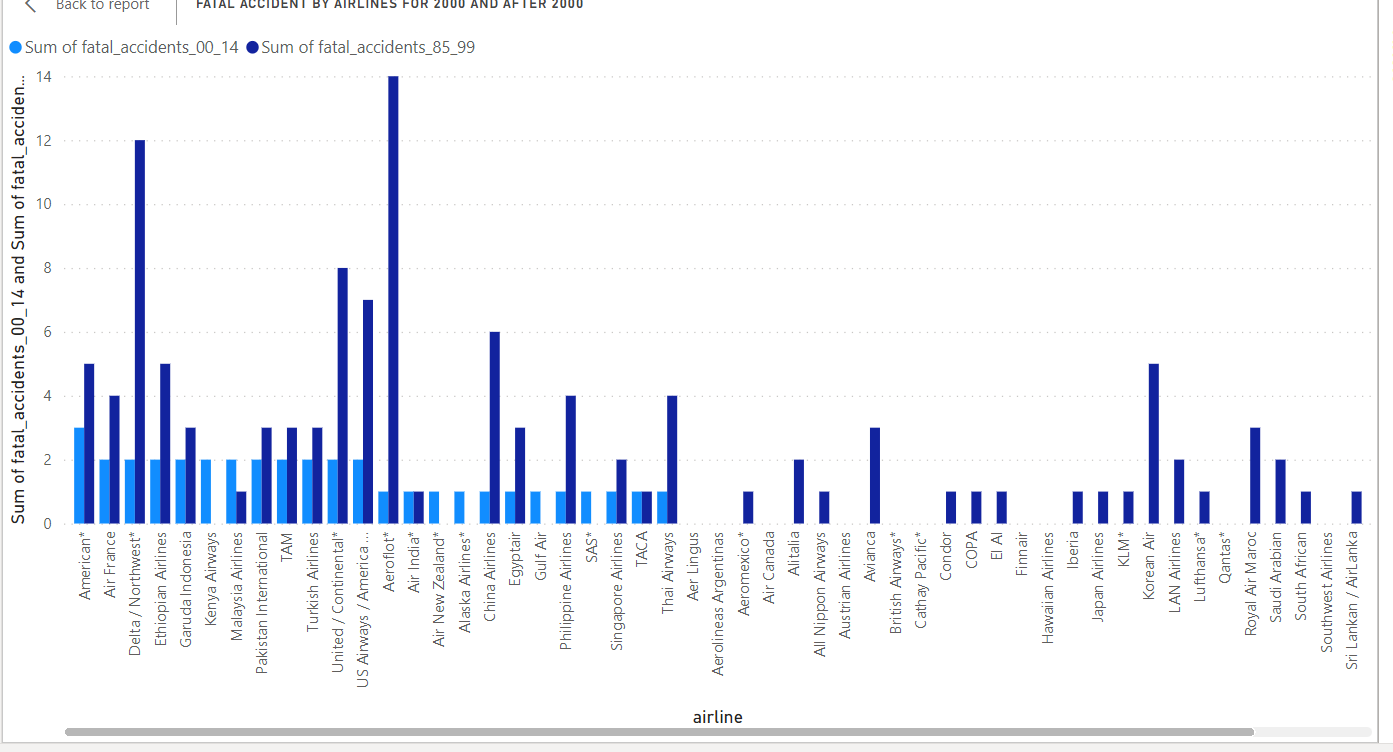 Back to report
FATAL ACCIDENT BY AIRLINES FOR 2000 AND AFTER 2000
Sum of fatal_accidents_00_14
Sum of fatal_accidents_85_99
Sum of fatal_accidents_00_14 and Sum of fatal_acciden...
14
12
10
8
6
4
2
0
American*
Air France
Delta / Northwest*
Ethiopian Airlines
Garuda Indonesia
Kenya Airways
Malaysia Airlines
Pakistan International
TAM
Turkish Airlines
United / Continental*
US Airways / America ...
Aeroflot*
Air India*
Air New Zealand*
Alaska Airlines*
China Airlines
Egyptair
Gulf Air
Philippine Airlines
SAS*
Singapore Airlines
TACA
Thai Airways
Aer Lingus
Aerolineas Argentinas
Aeromexico*
Air Canada
Alitalia
All Nippon Airways
Austrian Airlines
Avianca
British Airways*
Cathay Pacific*
Condor
COPA
El Al
Finnair
Hawaiian Airlines
Iberia
Japan Airlines
KLM*
Korean Air
LAN Airlines
Lufthansa*
Qantas*
Royal Air Maroc
Saudi Arabian
South African
Southwest Airlines
Sri Lankan / AirLanka
airline